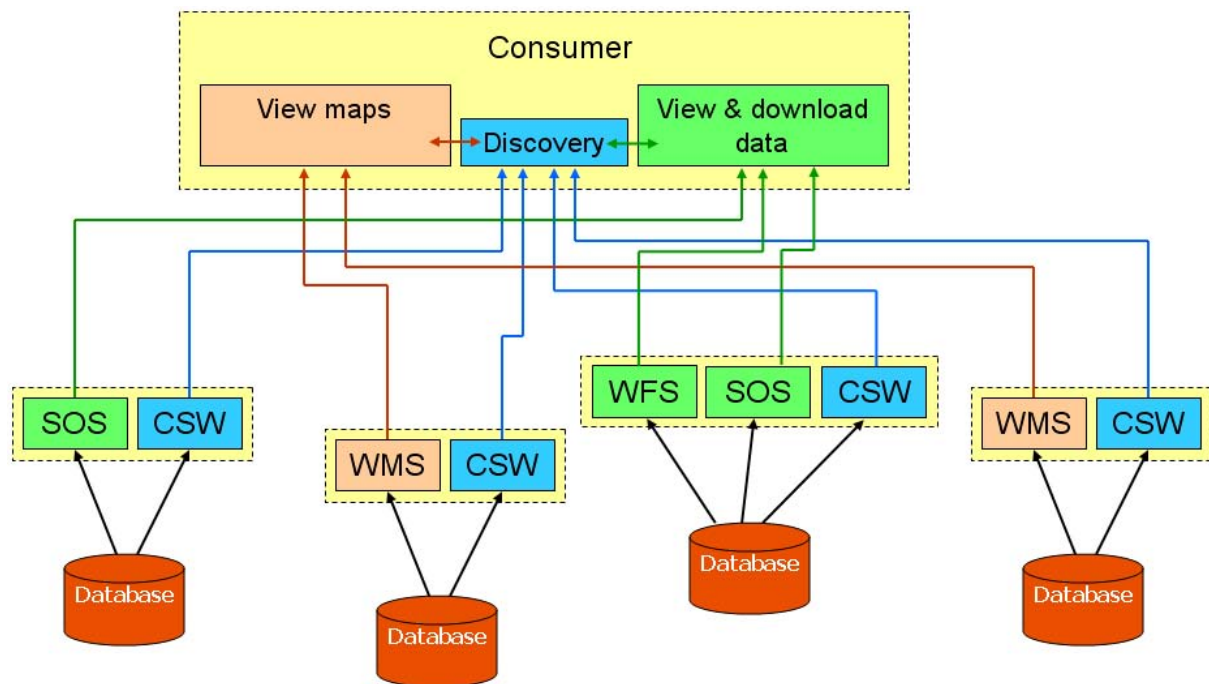 Consumer
View maps
Discovery
View & download
data
SOS
CSW
WMS
CSW
WFS
SOS
CSW
WMS
CSW
Database
Database
Database
Database